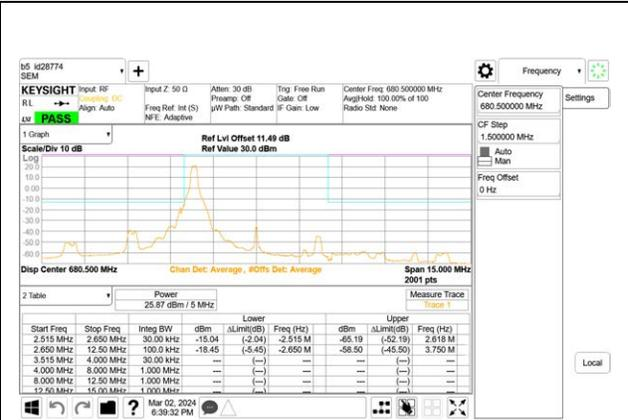 b5 id28774
SEM
Frequency
KEYSIGHT Input: RF
RL
Coupling: DC
Align: Auto
LNI PASS
Input Z: 50 Ω
Freq Ref: Int (S)
NFE: Adaptive
Atten: 30 dB
Preamp: Off
µW Path: Standard
Trig: Free Run
Gate: Off
IF Gain: Low
Center Freq: 680.500000 MHz
Avg|Hold: 100.00% of 100
Radio Std: None
Center Frequency
680.500000 MHz
Settings
CF Step
1.500000 MHz
Auto
Man
Freq Offset
0 Hz
Local
1 Graph
Scale/Div 10 dB
Ref Lvl Offset 11.49 dB
Ref Value 30.0 dBm
Log
20.0
10.0
0.00
-10.0
-20.0
-30.0
-40.0
-50.0
-60.0
Disp Center 680.500 MHz
Chan Det: Average , #Offs Det: Average
Span 15.000 MHz
2001 pts
2 Table
Power
25.87 dBm / 5 MHz
Measure Trace
Trace 1
Lower Upper
Start Freq Stop Freq Integ BW dBm ΔLimit(dB) Freq (Hz) dBm ΔLimit(dB) Freq (Hz)
2.515 MHz 2.650 MHz 30.00 kHz -15.04 (-2.04) -2.515 M -65.19 (-52.19) 2.618 M
2.650 MHz 12.50 MHz 100.0 kHz -18.45 (-5.45) -2.650 M -58.50 (-45.50) 3.750 M
3.515 MHz 4.000 MHz 30.00 kHz --- (---) --- --- (---) ---
4.000 MHz 8.000 MHz 1.000 MHz --- (---) --- --- (---) ---
8.000 MHz 12.50 MHz 1.000 MHz --- (---) --- --- (---) ---
12.50 MHz 15.00 MHz 1.000 MHz --- (---) --- --- (---) ---
Mar 02, 2024
6:39:32 PM